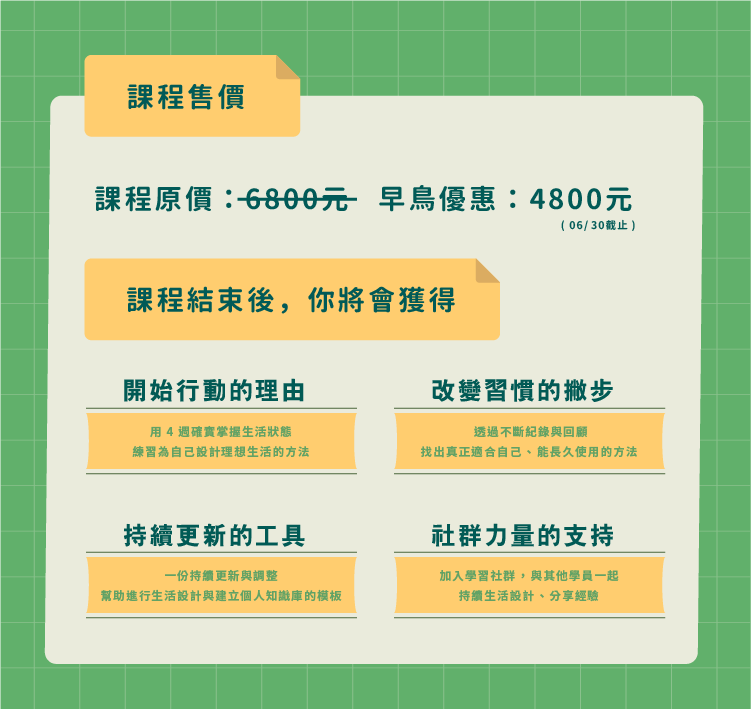 課程售價
課程原價：6800元 早鳥優惠：4800元
( 06/30截止 )
課程結束後，你將會獲得
開始行動的理由
用 4 週確實掌握生活狀態
練習為自己設計理想生活的方法
改變習慣的撇步
透過不斷紀錄與回顧
找出真正適合自己、能長久使用的方法
持續更新的工具
一份持續更新與調整
幫助進行生活設計與建立個人知識庫的模板
社群力量的支持
加入學習社群，與其他學員一起
持續生活設計、分享經驗